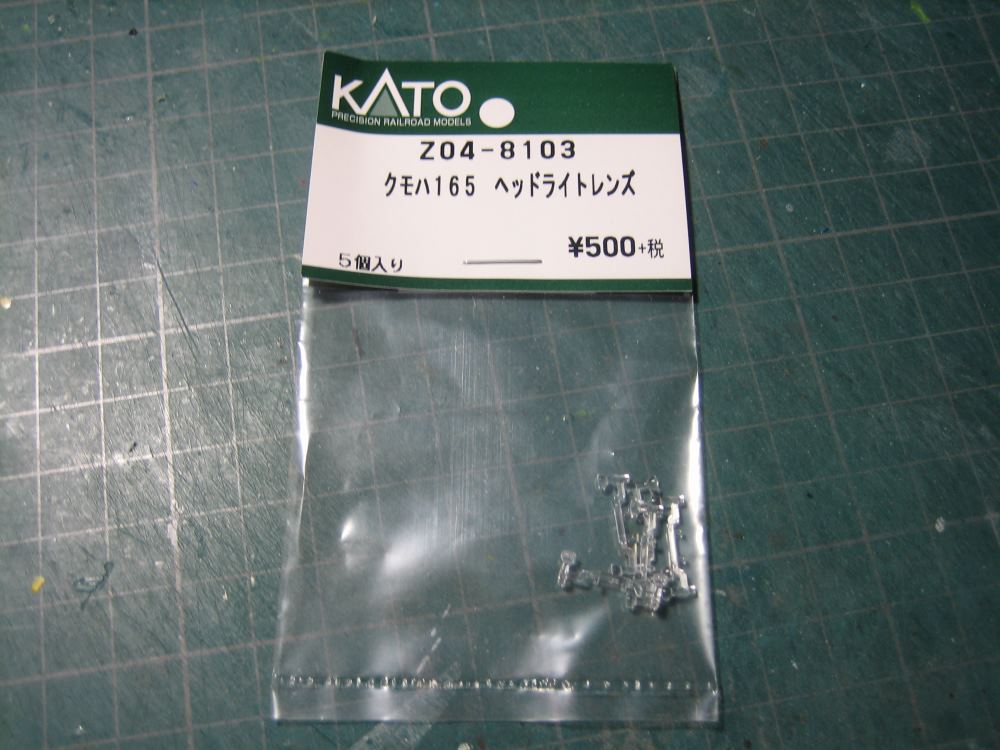 KATO
PRECISION RAILROAD MODELS
Z04-8103
クモハ165 ヘッドライトレンズ
¥500+税
5個入り